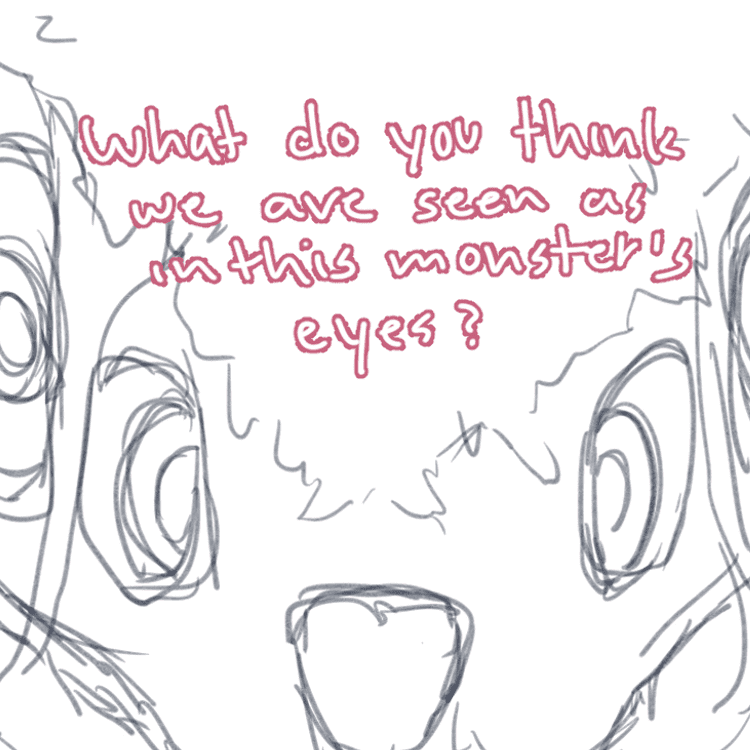 What do you think
we are seen as
in this monster's
eyes?